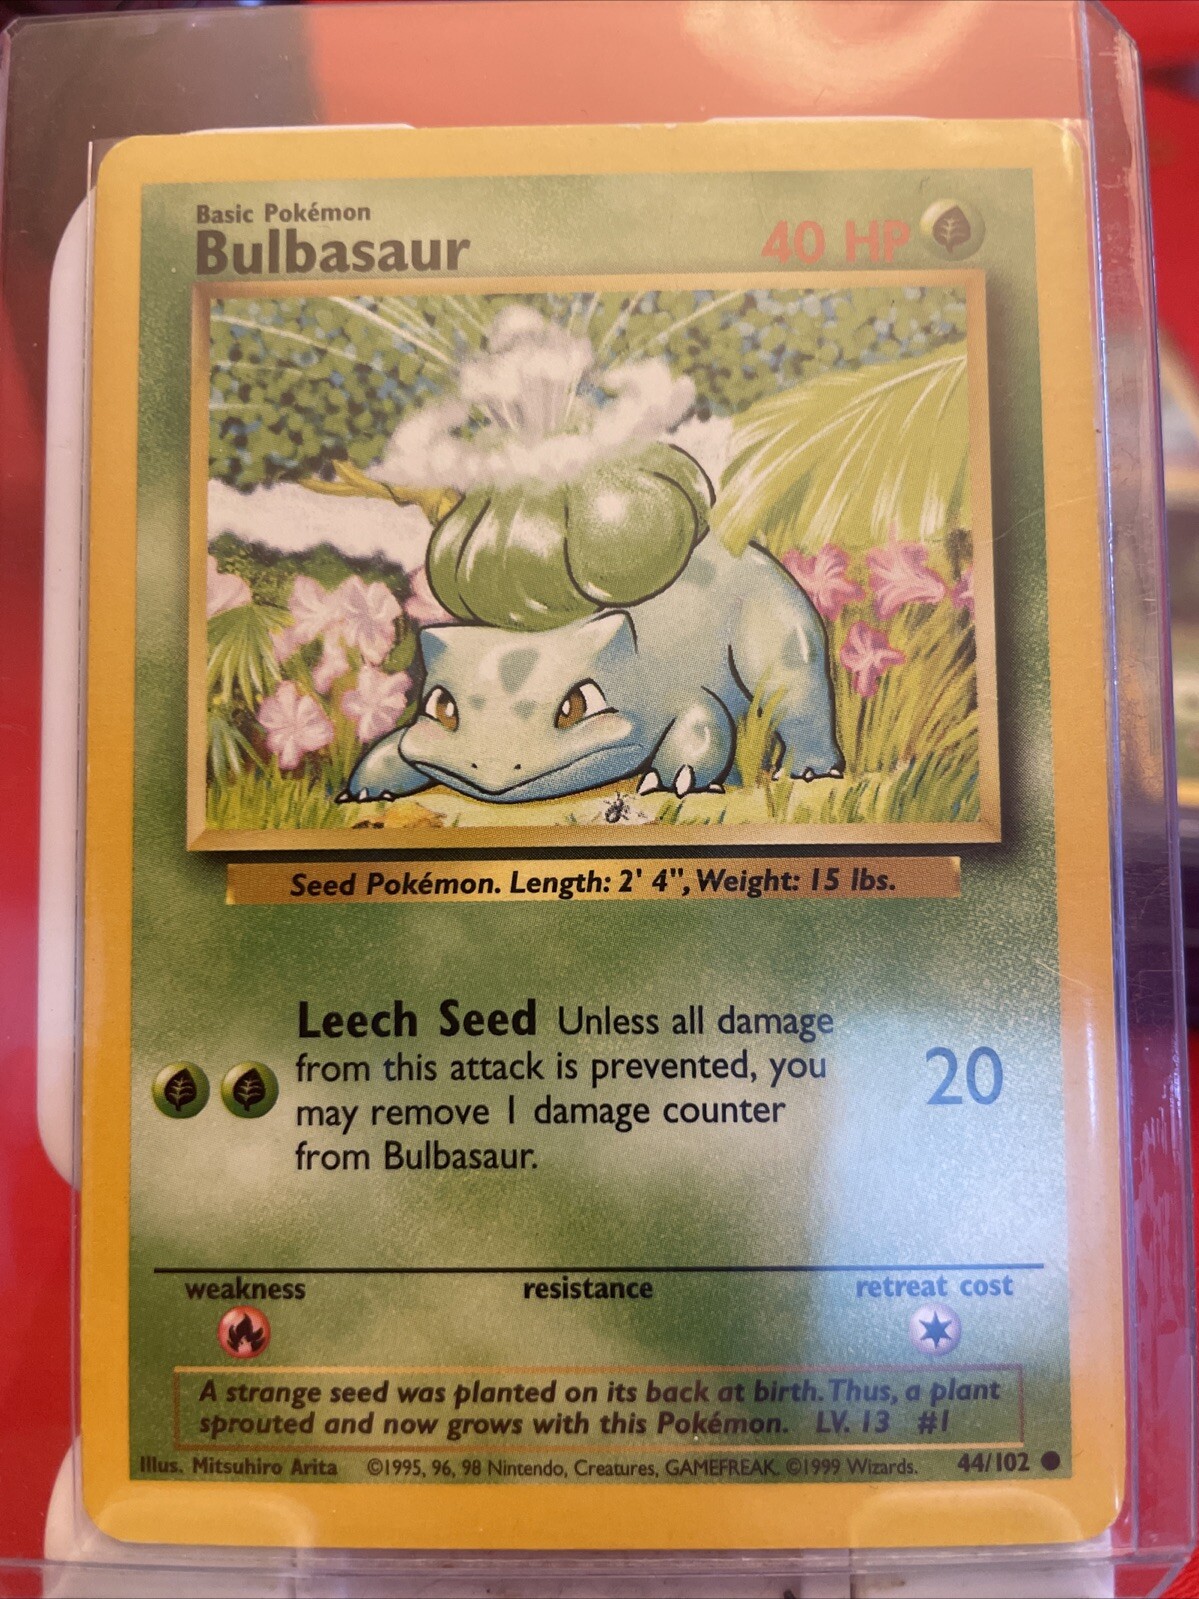 Basic Pokémon
Bulbasaur
40 HP
Seed Pokémon. Length: 2' 4", Weight: 15 lbs.
Leech Seed Unless all damage
from this attack is prevented, you
may remove 1 damage counter
from Bulbasaur.
20
weakness
resistance
retreat cost
A strange seed was planted on its back at birth. Thus, a plant
sprouted and now grows with this Pokémon. LV. 13 #1
Illus. Mitsuhiro Arita ©1995, 96, 98 Nintendo, Creatures, GAMEFREAK. ©1999 Wizards. 44/102